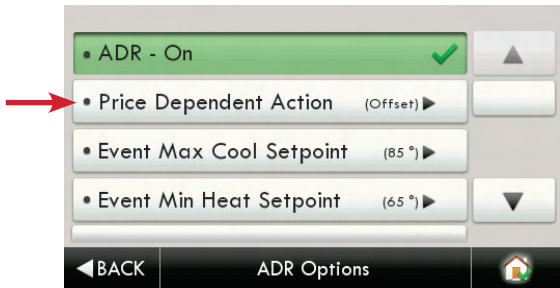 • ADR - On
• Price Dependent Action (Offset)
• Event Max Cool Setpoint (85 °)
• Event Min Heat Setpoint (65 °)
BACK ADR Options